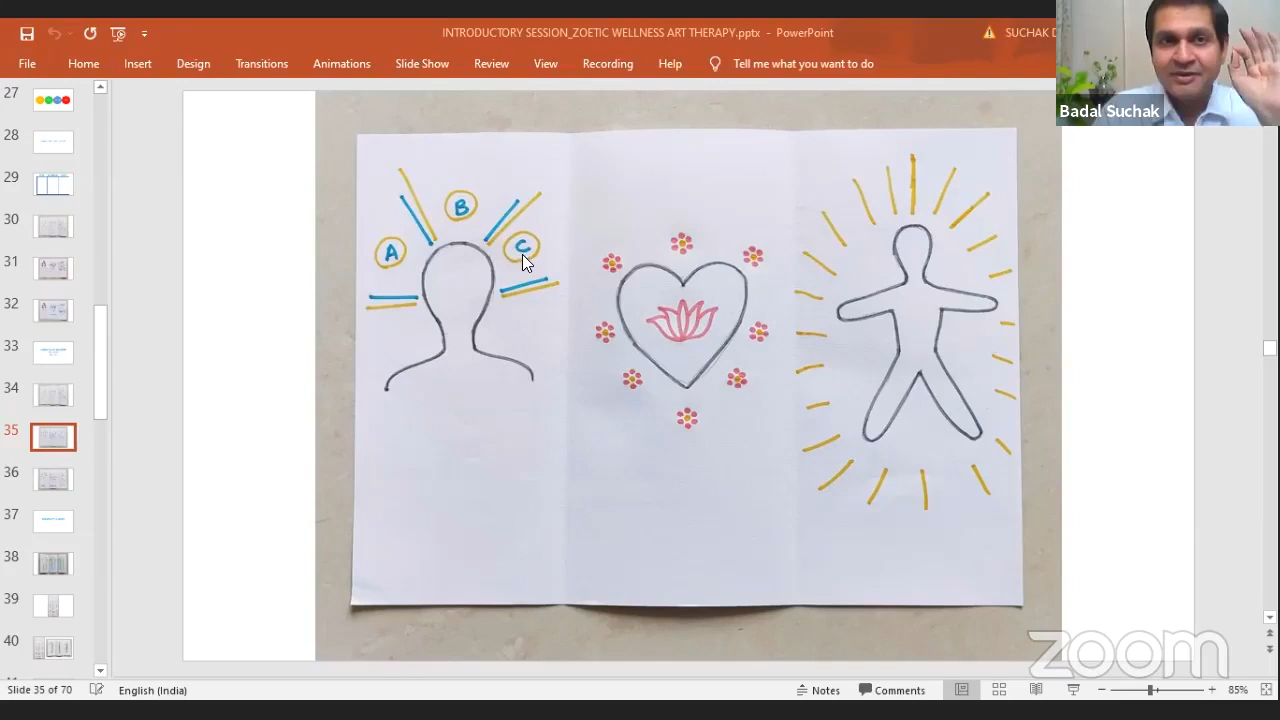 INTRODUCTORY SESSION_ZOETIC WELLNESS ART THERAPY.pptx - PowerPoint
SUCHAK D
File Home Insert Design Transitions Animations Slide Show Review View Recording Help Tell me what you want to do
Badal Suchak
27
28
29
30
31
32
33
34
35
36
37
38
39
40
B
A
C
zoom
Slide 35 of 70 English (India) Notes Comments 85%